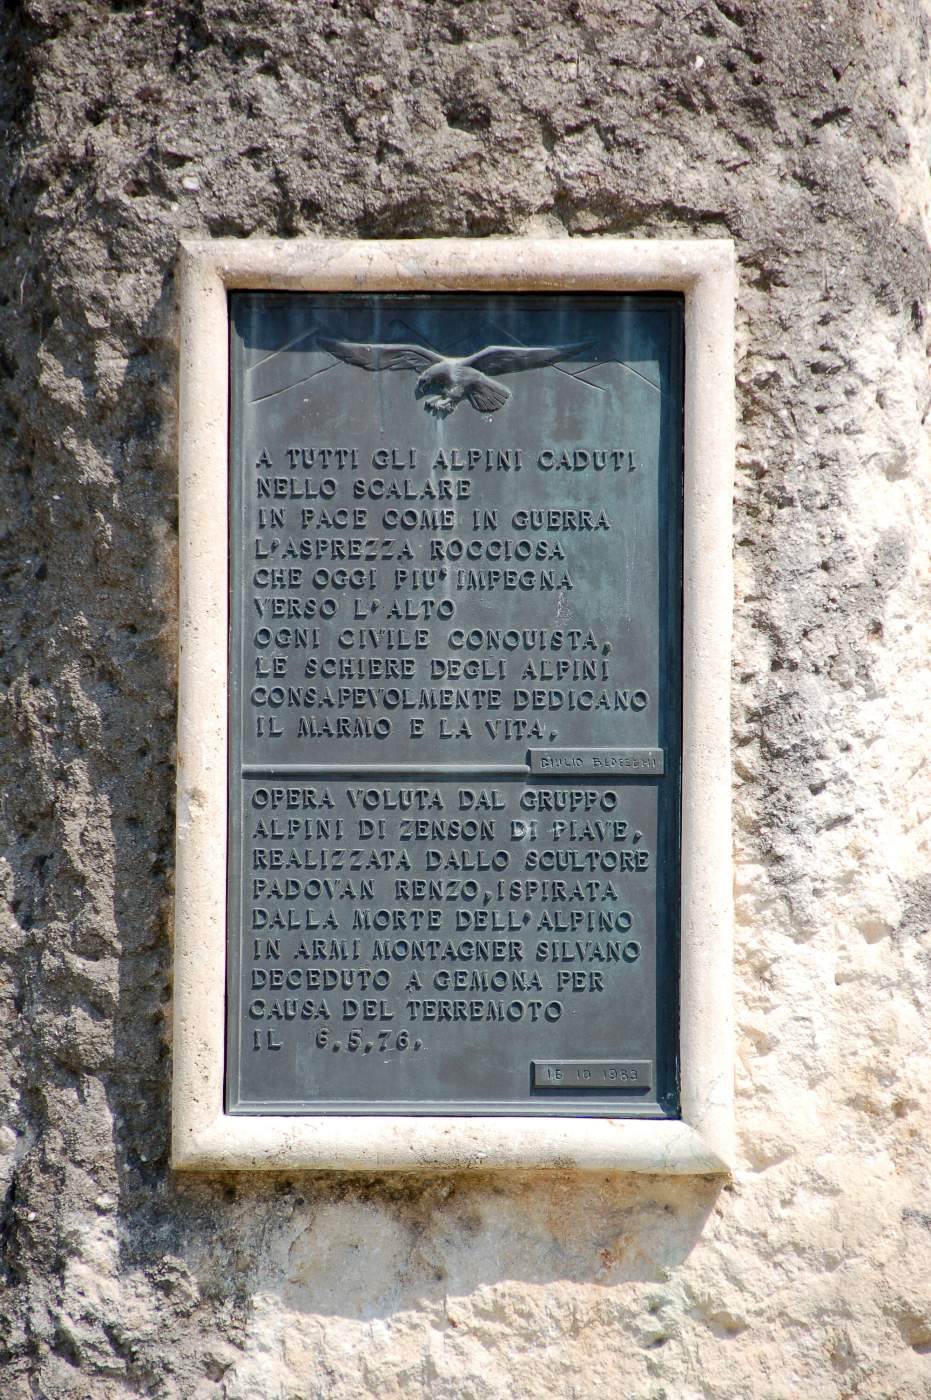 A TUTTI GLI ALPINI CADUTI
NELLO SCALARE
IN PACE COME IN GUERRA
L'ASPREZZA ROCCIOSA
CHE OGGI PIU' IMPEGNA
VERSO L'ALTO
OGNI CIVILE CONQUISTA,
LE SCHIERE DEGLI ALPINI
CONSAPEVOLMENTE DEDICANO
IL MARMO E LA VITA,
GIULIO BEDESCHI
OPERA VOLUTA DAL GRUPPO
ALPINI DI ZENSON DI PIAVE,
REALIZZATA DALLO SCULTORE
PADOVAN RENZO, ISPIRATA
DALLA MORTE DELL'ALPINO
IN ARMI MONTAGNER SILVANO
DECEDUTO A GEMONA PER
CAUSA DEL TERREMOTO
IL 6.5.76.
16 10 1983